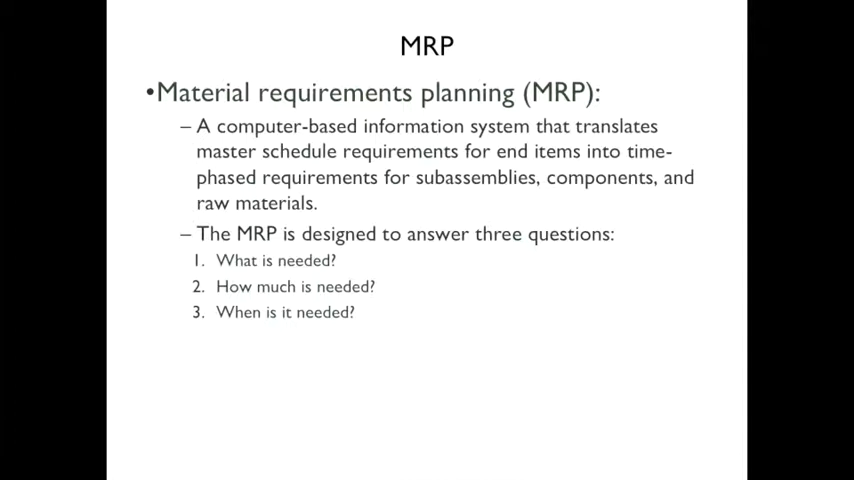 MRP
•Material requirements planning (MRP):
– A computer-based information system that translates
master schedule requirements for end items into time-
phased requirements for subassemblies, components, and
raw materials.
– The MRP is designed to answer three questions:
1. What is needed?
2. How much is needed?
3. When is it needed?